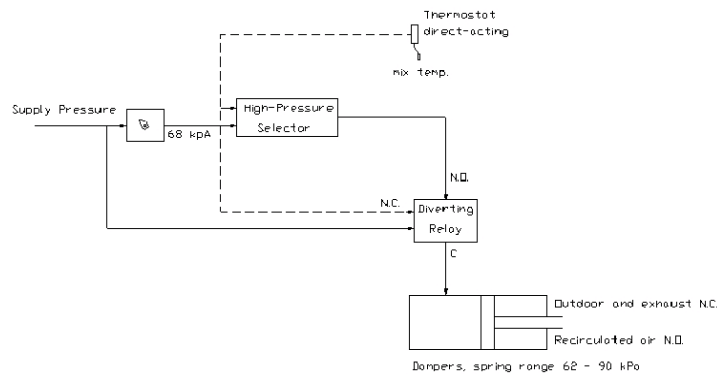 Thermostat
direct-acting
mix temp.
Supply Pressure
High-Pressure
Selector
68 kpA
N.O.
N.C.
Diverting
Relay
C
Outdoor and exhaust N.C.
Recirculated air N.O.
Dampers, spring range 62 - 90 kPa